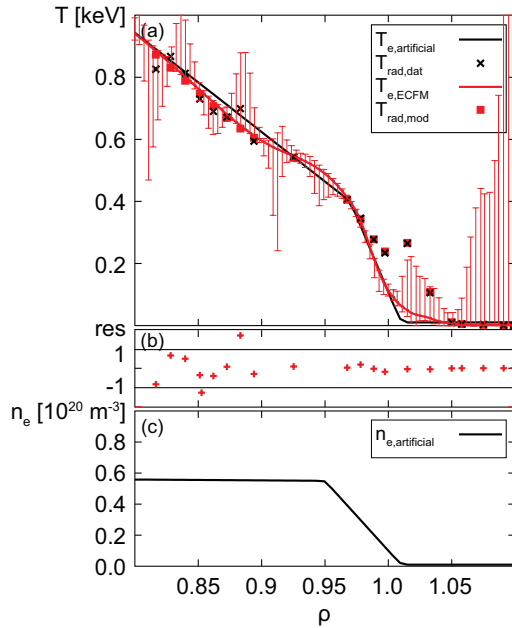 T [keV]
(a)
T_e,artificial
T_rad,dat
T_e,ECFM
T_rad,mod
0.8
0.6
0.4
0.2
res
(b)
1
-1
n_e [10^20 m^-3]
(c)
n_e,artificial
0.8
0.6
0.4
0.2
0
0.85 0.9 0.95 1.0 1.05
ρ